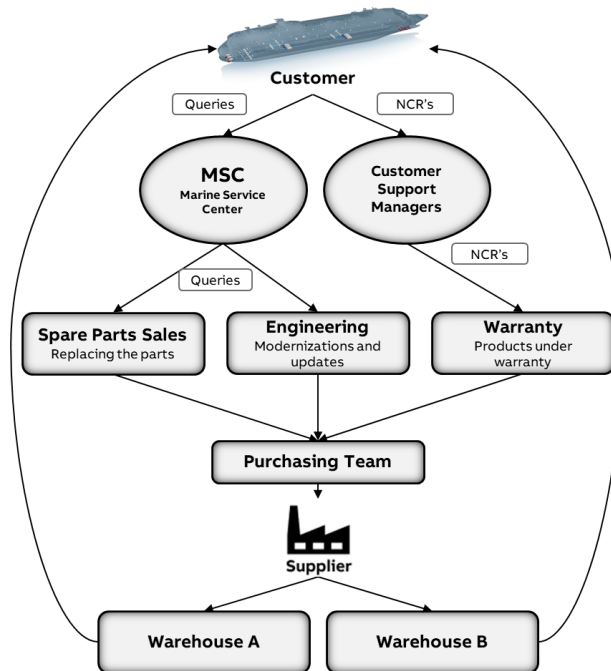 Customer
Queries
NCR's
MSC
Marine Service
Center
Customer
Support
Managers
NCR's
Queries
Spare Parts Sales
Replacing the parts
Engineering
Modernizations and
updates
Warranty
Products under
warranty
Purchasing Team
Supplier
Warehouse A
Warehouse B